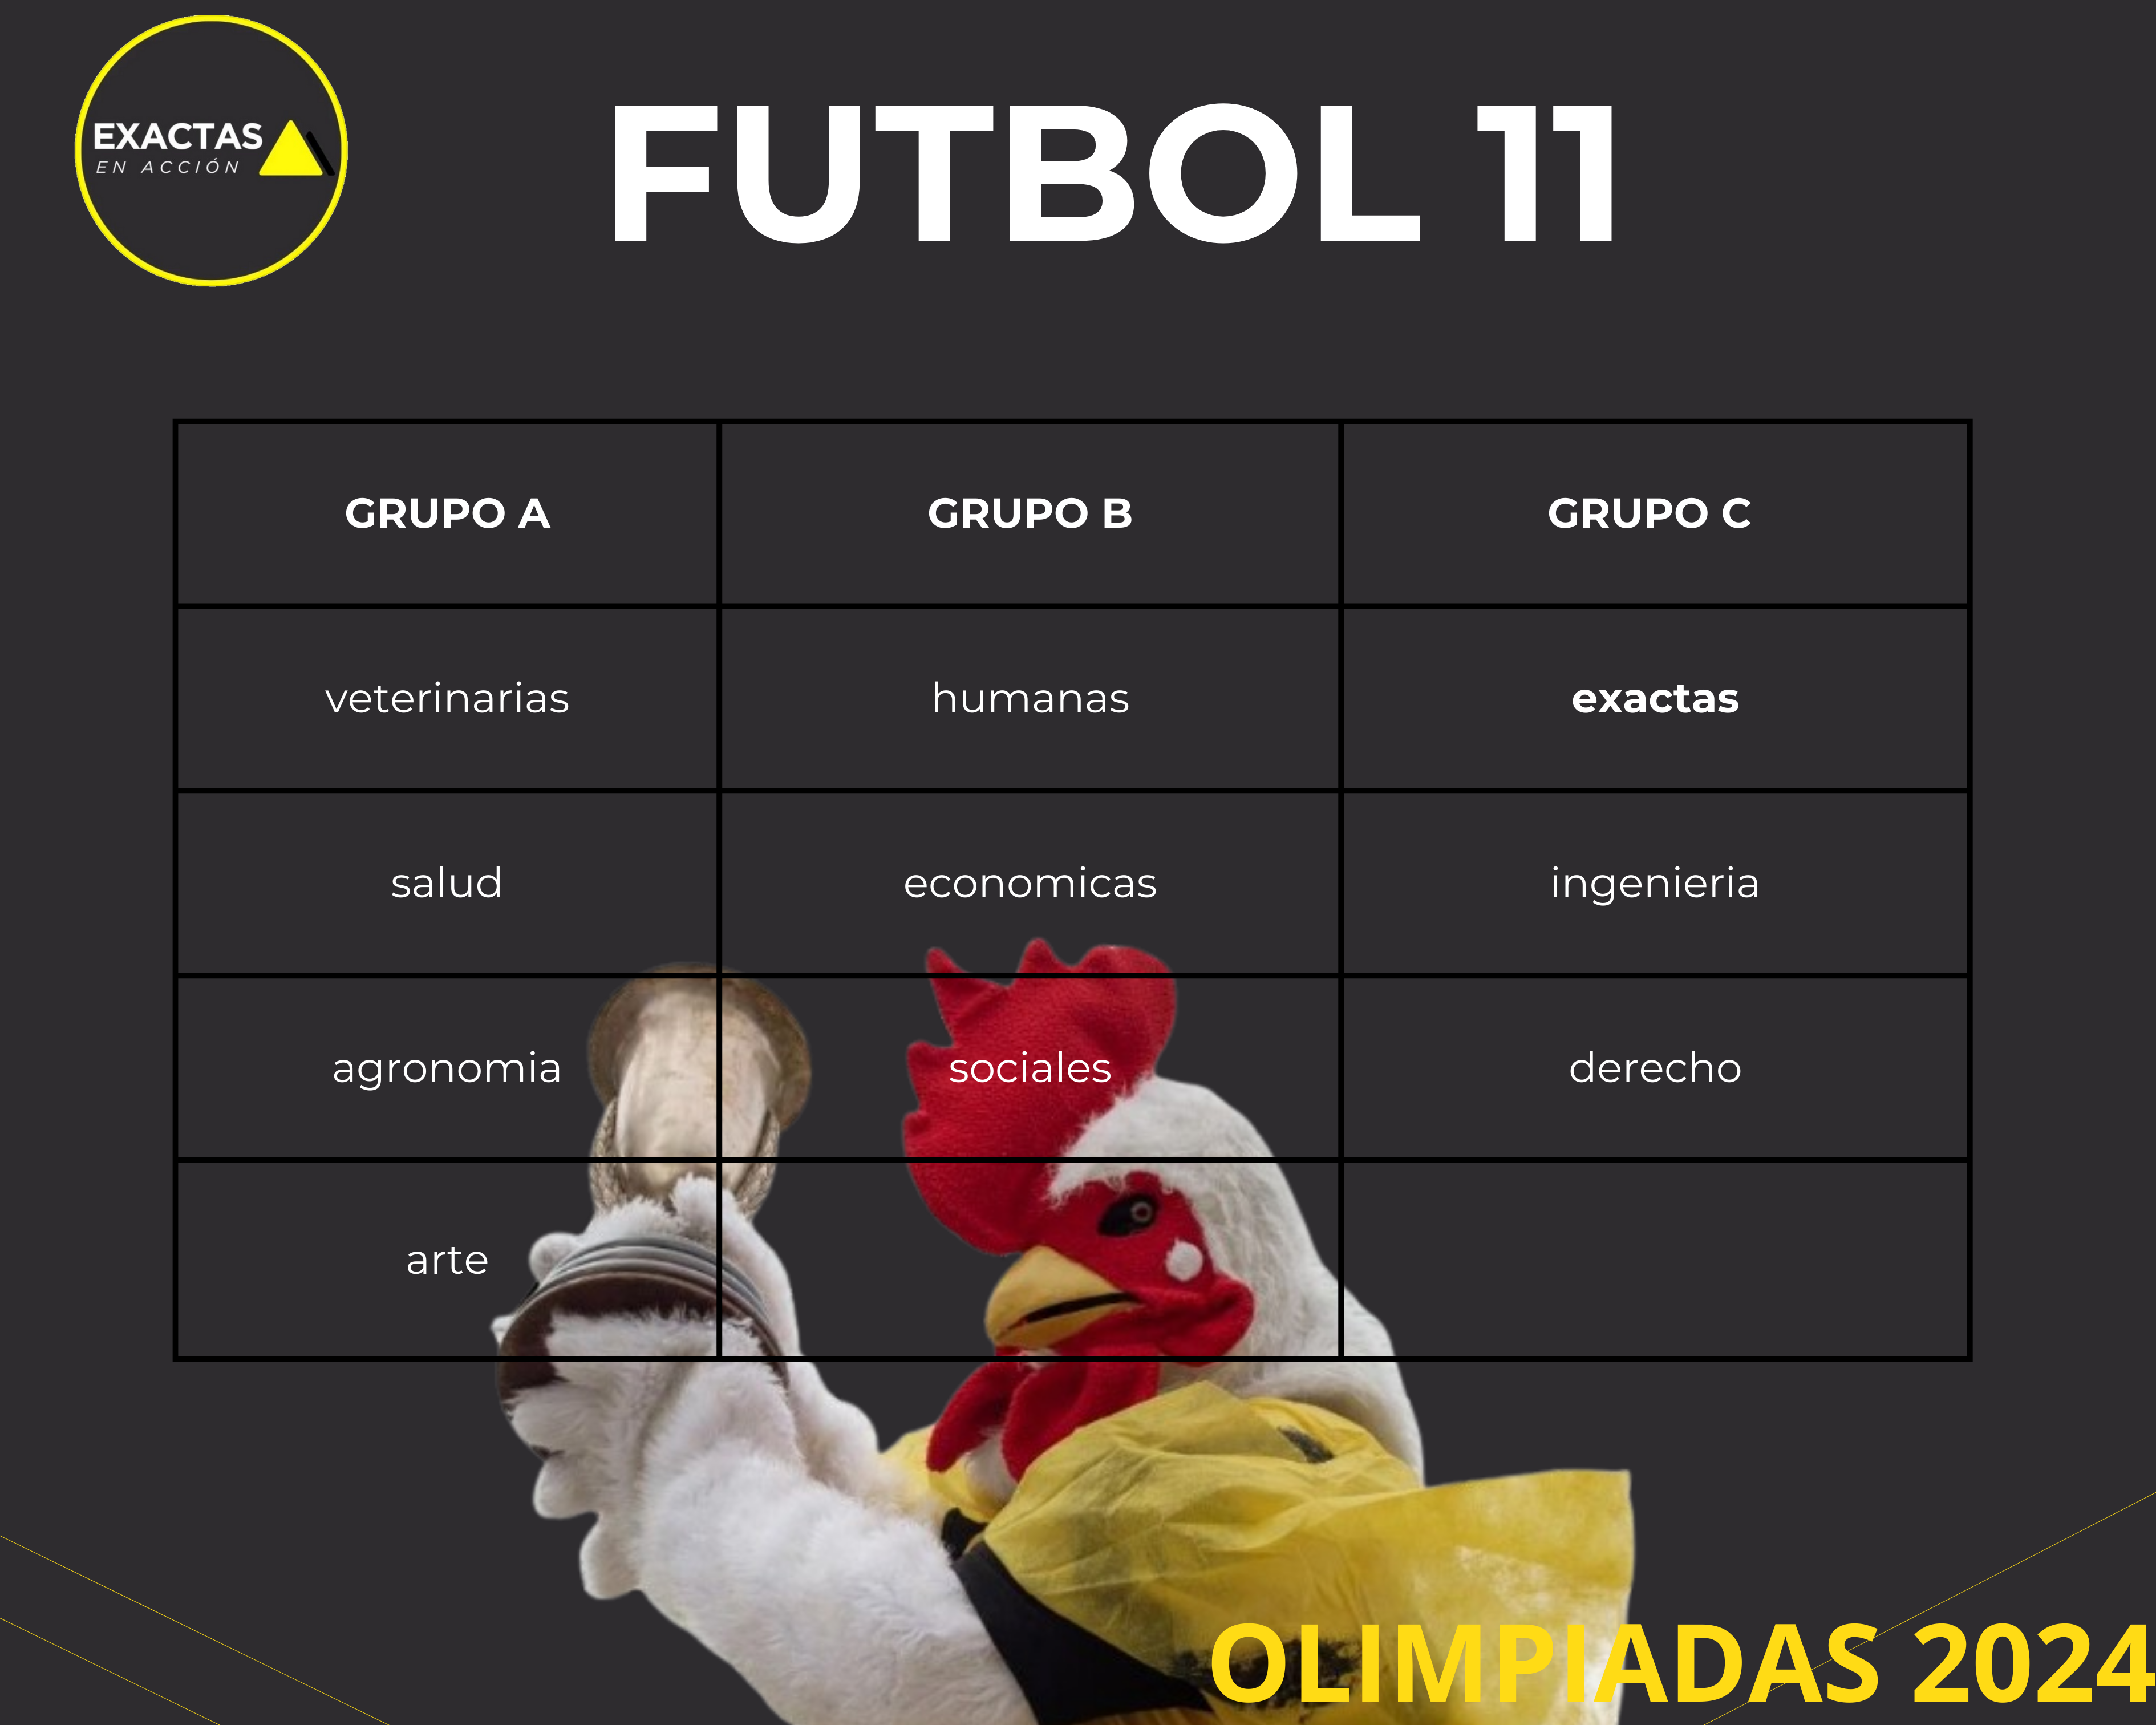 EXACTAS
EN ACCIÓN
FUTBOL 11
GRUPO A GRUPO B GRUPO C
veterinarias humanas exactas
salud economicas ingenieria
agronomia sociales derecho
arte
OLIMPIADAS 2024